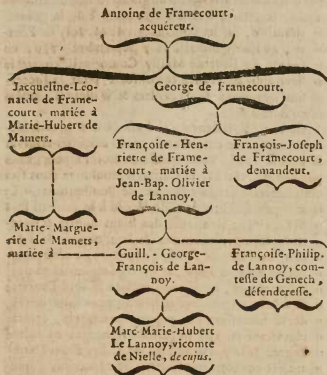 Antoine de Framecourt,
acquéreur.
Jacqueline-Léo-
narde de Frame-
court, mariée à
Marie-Hubert de
Mamets.
George de Framecourt.
Françoise-Hen-
riette de Frame-
court, mariée à
Jean-Bap. Olivier
de Lannoy.
François-Joseph
de Framecourt,
demandeur.
Marie-Margue-
rite de Mamets,
mariée à
Guill.-George-
François de Lan-
noy.
Françoise-Philip.
de Lannoy, com-
tesse de Genech,
défenderesse.
Marc-Marie-Hubert
Le Lannoy, vicomte
de Nielle, decujus.